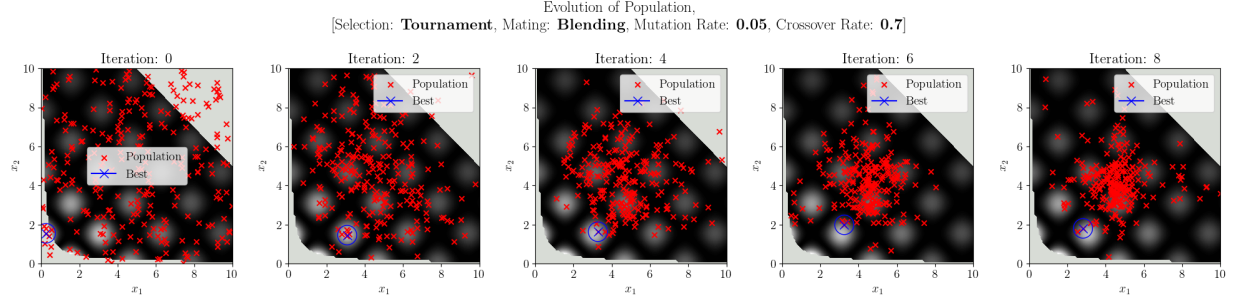 Evolution of Population,
[Selection: Tournament, Mating: Blending, Mutation Rate: 0.05, Crossover Rate: 0.7]
Iteration: 0
10
8
6
4
2
0
x₂
Population
Best
0
2
4
6
8
10
x₁
Iteration: 2
10
8
6
4
2
0
x₂
Population
Best
0
2
4
6
8
10
x₁
Iteration: 4
10
8
6
4
2
0
x₂
Population
Best
0
2
4
6
8
10
x₁
Iteration: 6
10
8
6
4
2
0
x₂
Population
Best
0
2
4
6
8
10
x₁
Iteration: 8
10
8
6
4
2
0
x₂
Population
Best
0
2
4
6
8
10
x₁